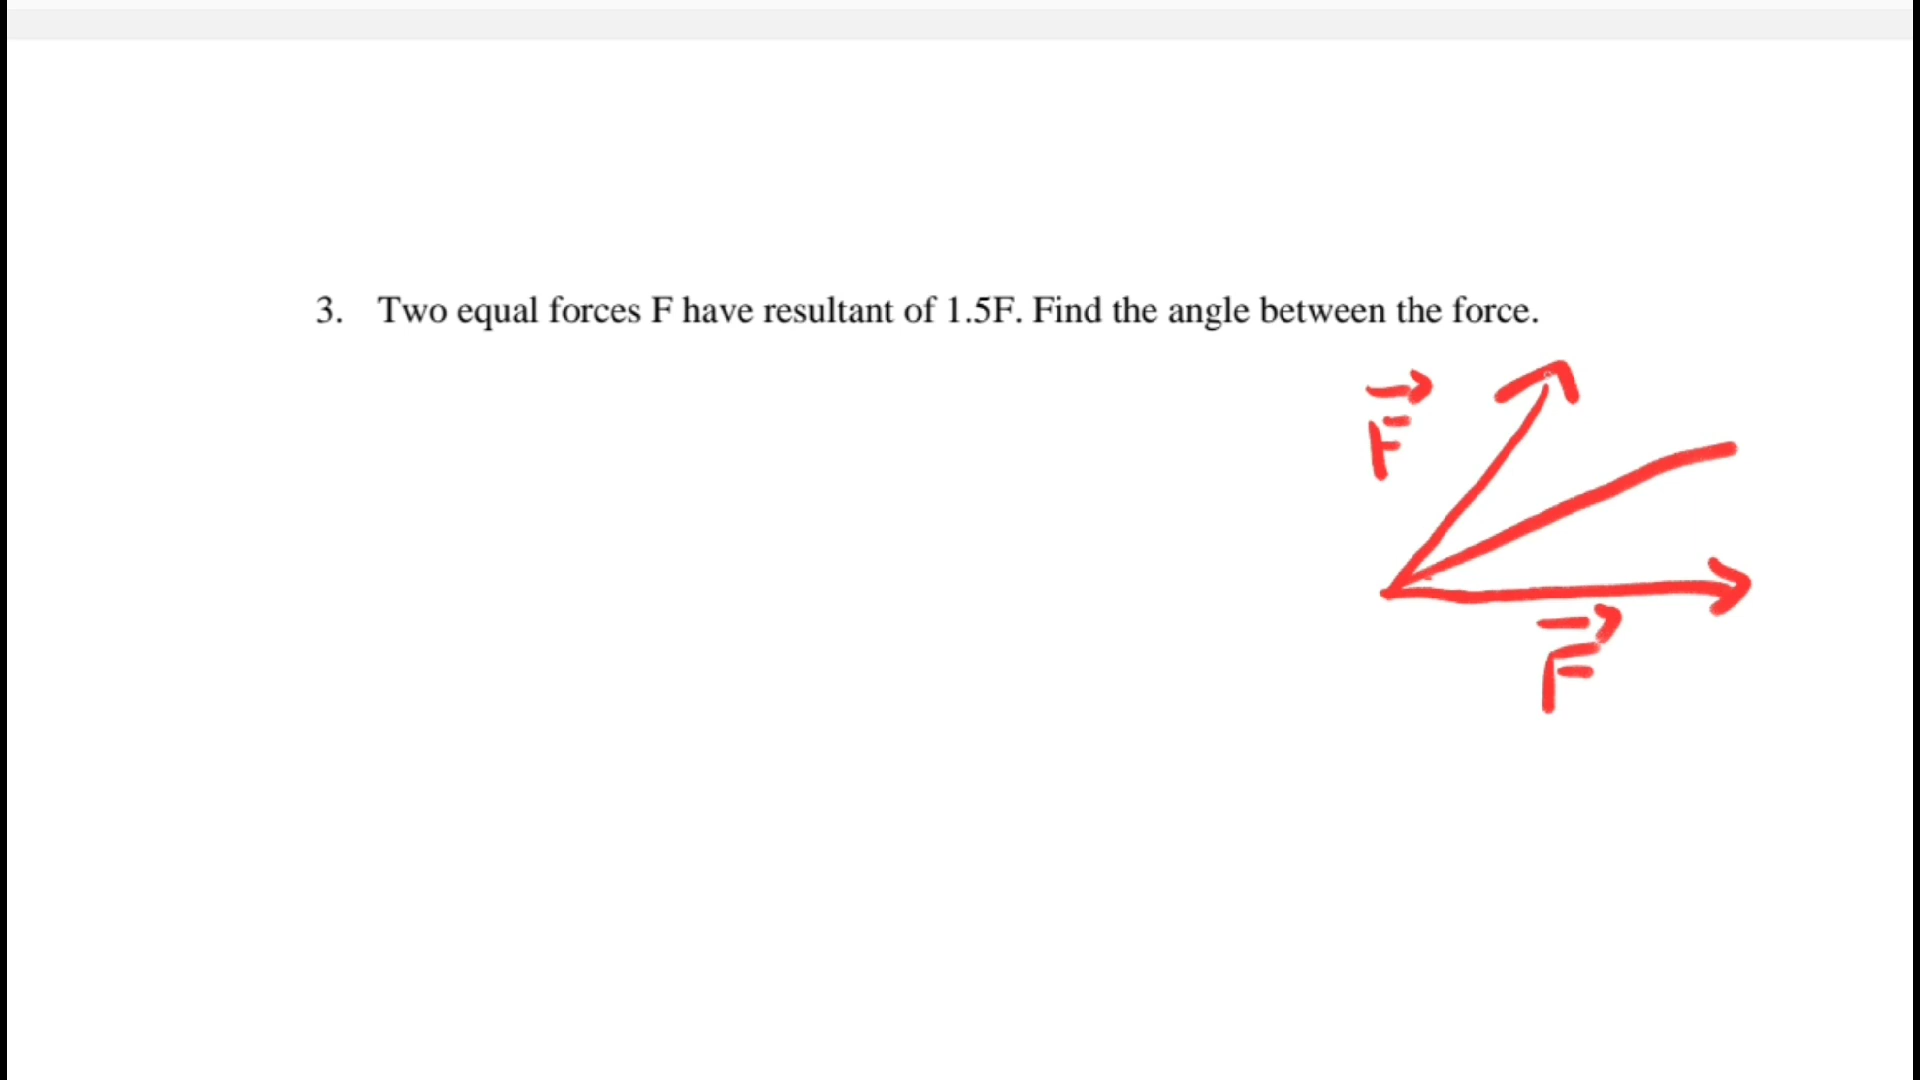 3. Two equal forces F have resultant of 1.5F. Find the angle between the force.
F⃗
F⃗